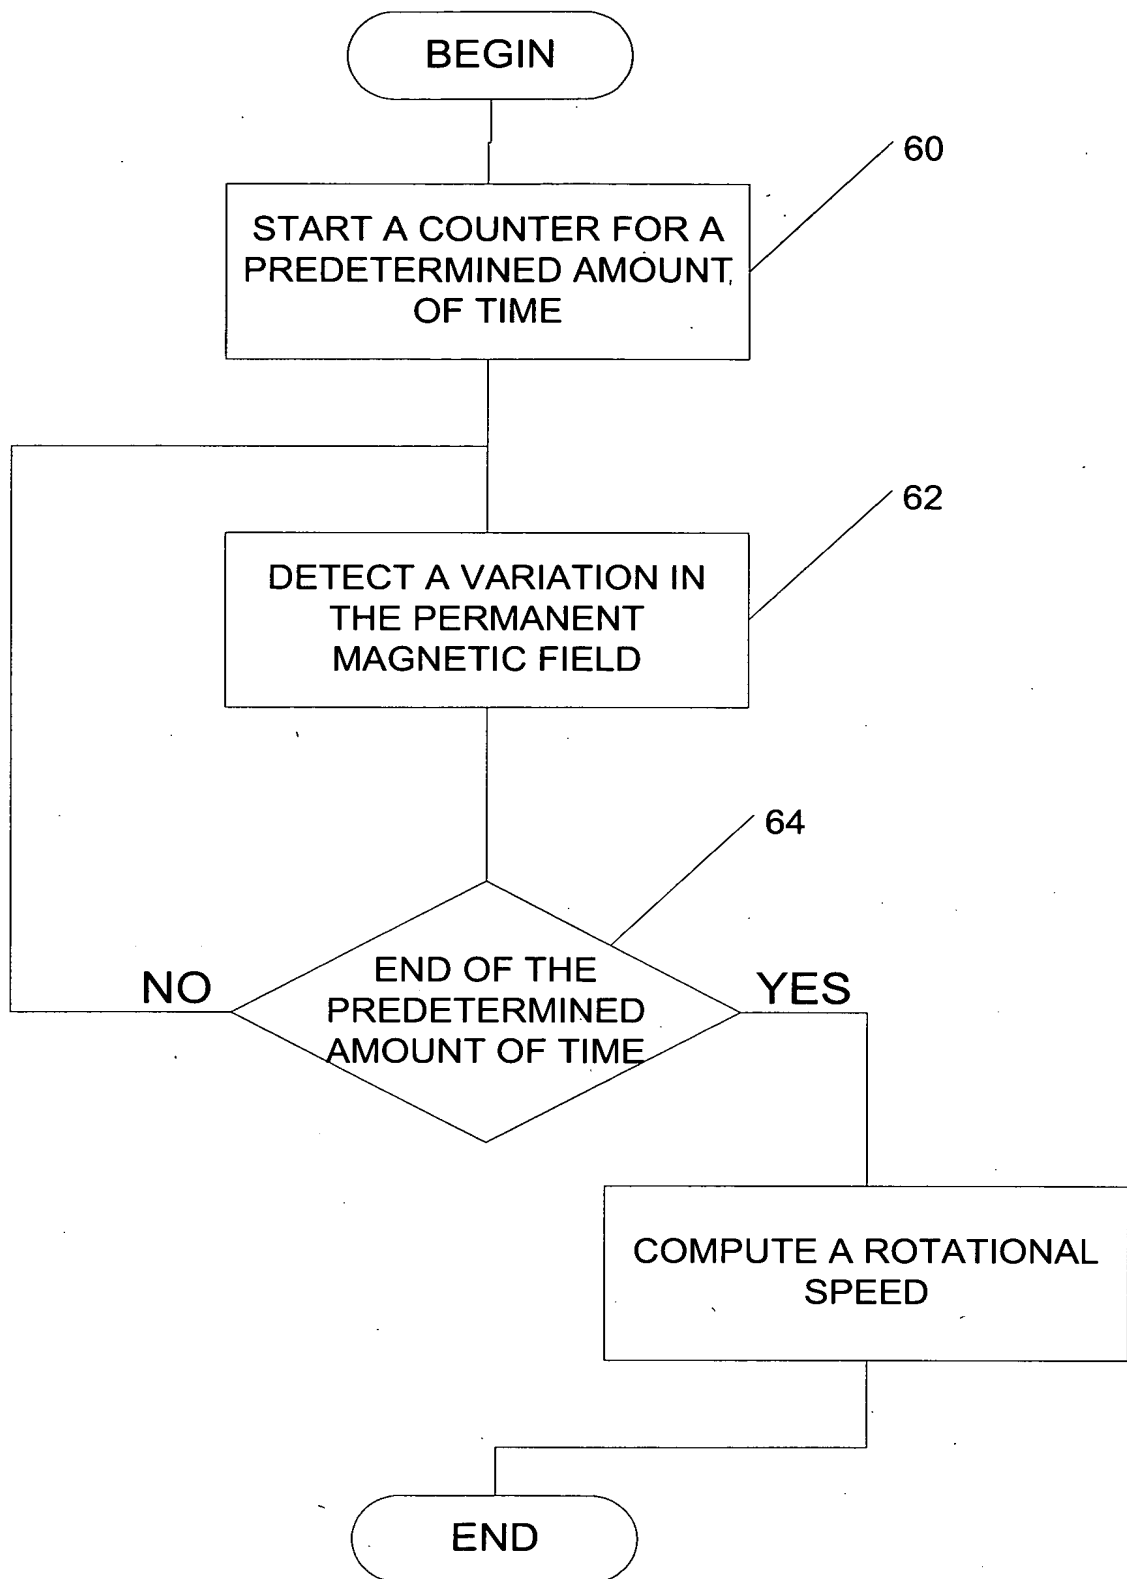 BEGIN
60
START A COUNTER FOR A
PREDETERMINED AMOUNT
OF TIME
62
DETECT A VARIATION IN
THE PERMANENT
MAGNETIC FIELD
64
END OF THE
PREDETERMINED
AMOUNT OF TIME
NO
YES
COMPUTE A ROTATIONAL
SPEED
END